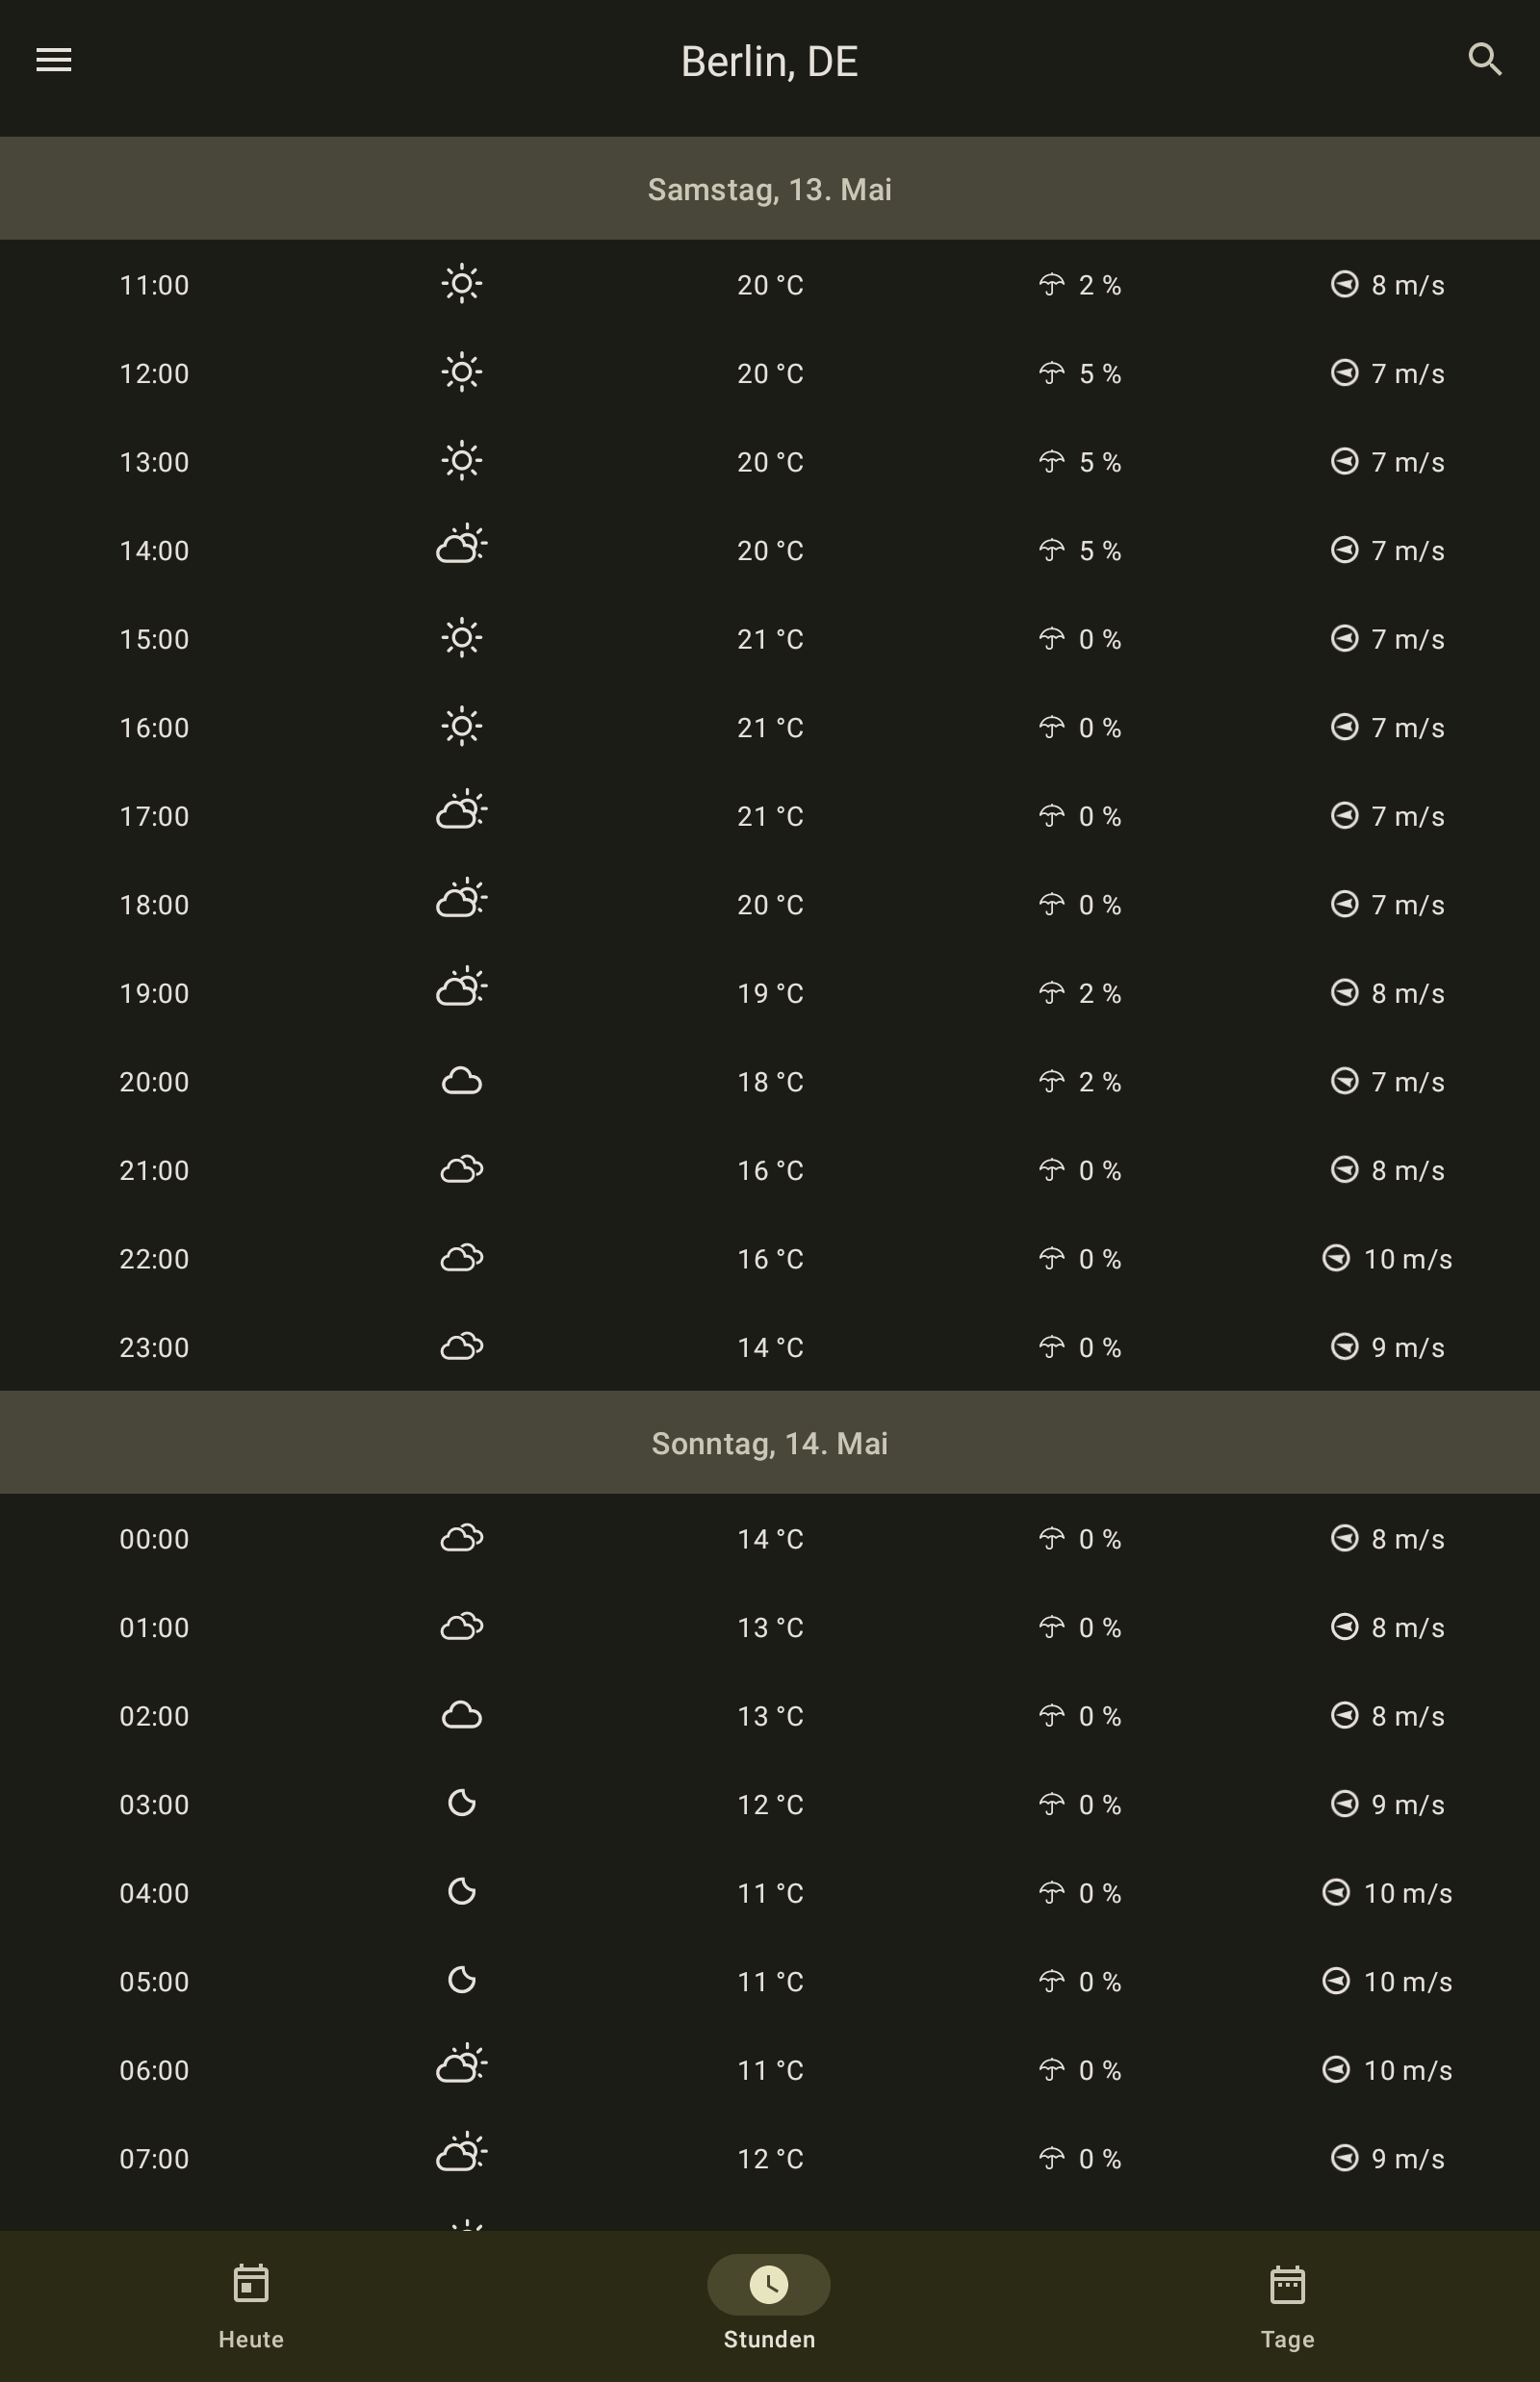 Berlin, DE
Samstag, 13. Mai
11:00 20 °C 2 % 8 m/s
12:00 20 °C 5 % 7 m/s
13:00 20 °C 5 % 7 m/s
14:00 20 °C 5 % 7 m/s
15:00 21 °C 0 % 7 m/s
16:00 21 °C 0 % 7 m/s
17:00 21 °C 0 % 7 m/s
18:00 20 °C 0 % 7 m/s
19:00 19 °C 2 % 8 m/s
20:00 18 °C 2 % 7 m/s
21:00 16 °C 0 % 8 m/s
22:00 16 °C 0 % 10 m/s
23:00 14 °C 0 % 9 m/s
Sonntag, 14. Mai
00:00 14 °C 0 % 8 m/s
01:00 13 °C 0 % 8 m/s
02:00 13 °C 0 % 8 m/s
03:00 12 °C 0 % 9 m/s
04:00 11 °C 0 % 10 m/s
05:00 11 °C 0 % 10 m/s
06:00 11 °C 0 % 10 m/s
07:00 12 °C 0 % 9 m/s
Heute Stunden Tage